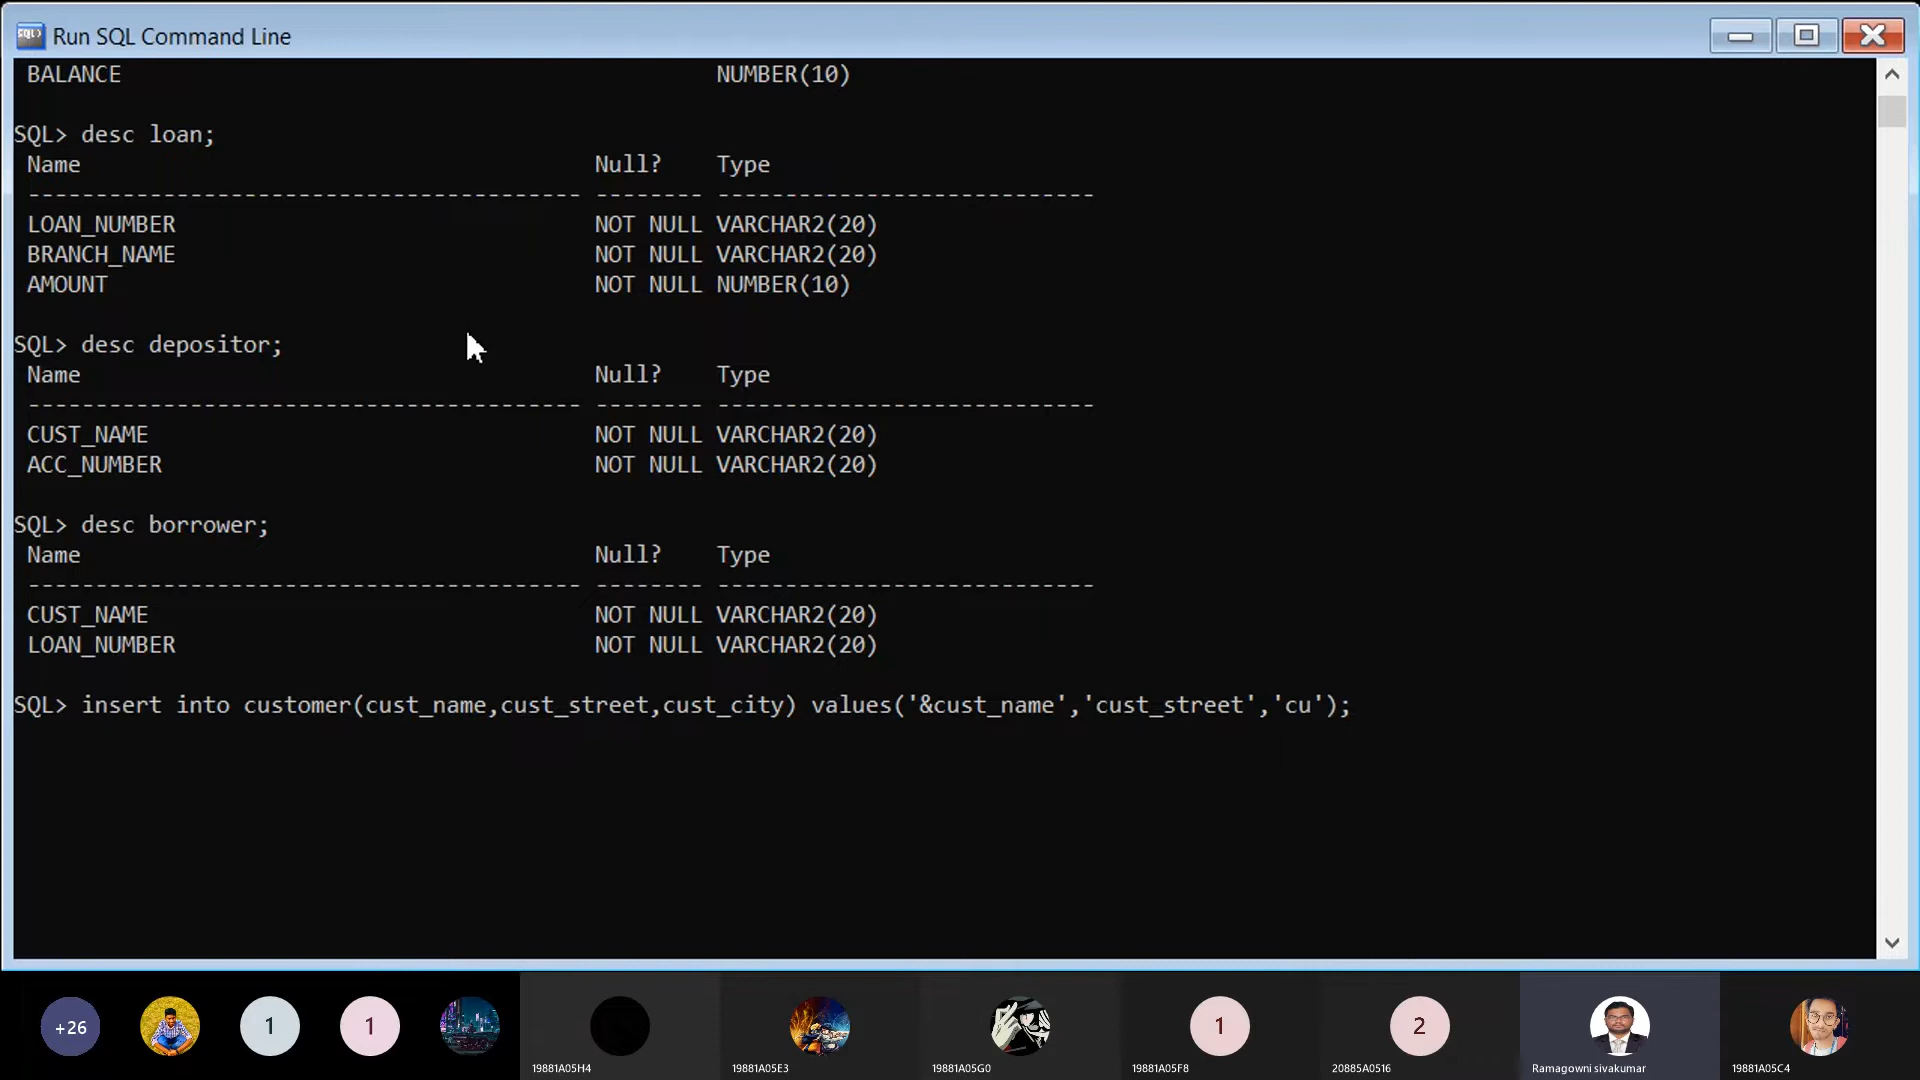 Run SQL Command Line
BALANCE NUMBER(10)
SQL> desc loan;
Name Null? Type
----------------------------------------- -------- ----------------------------
LOAN_NUMBER NOT NULL VARCHAR2(20)
BRANCH_NAME NOT NULL VARCHAR2(20)
AMOUNT NOT NULL NUMBER(10)
SQL> desc depositor;
Name Null? Type
----------------------------------------- -------- ----------------------------
CUST_NAME NOT NULL VARCHAR2(20)
ACC_NUMBER NOT NULL VARCHAR2(20)
SQL> desc borrower;
Name Null? Type
----------------------------------------- -------- ----------------------------
CUST_NAME NOT NULL VARCHAR2(20)
LOAN_NUMBER NOT NULL VARCHAR2(20)
SQL> insert into customer(cust_name,cust_street,cust_city) values('&cust_name','cust_street','cu');
+26 1 1 1 2
19881A05H4 19881A05E3 19881A05G0 19881A05F8 20885A0516 Ramagowni sivakumar 19881A05C4